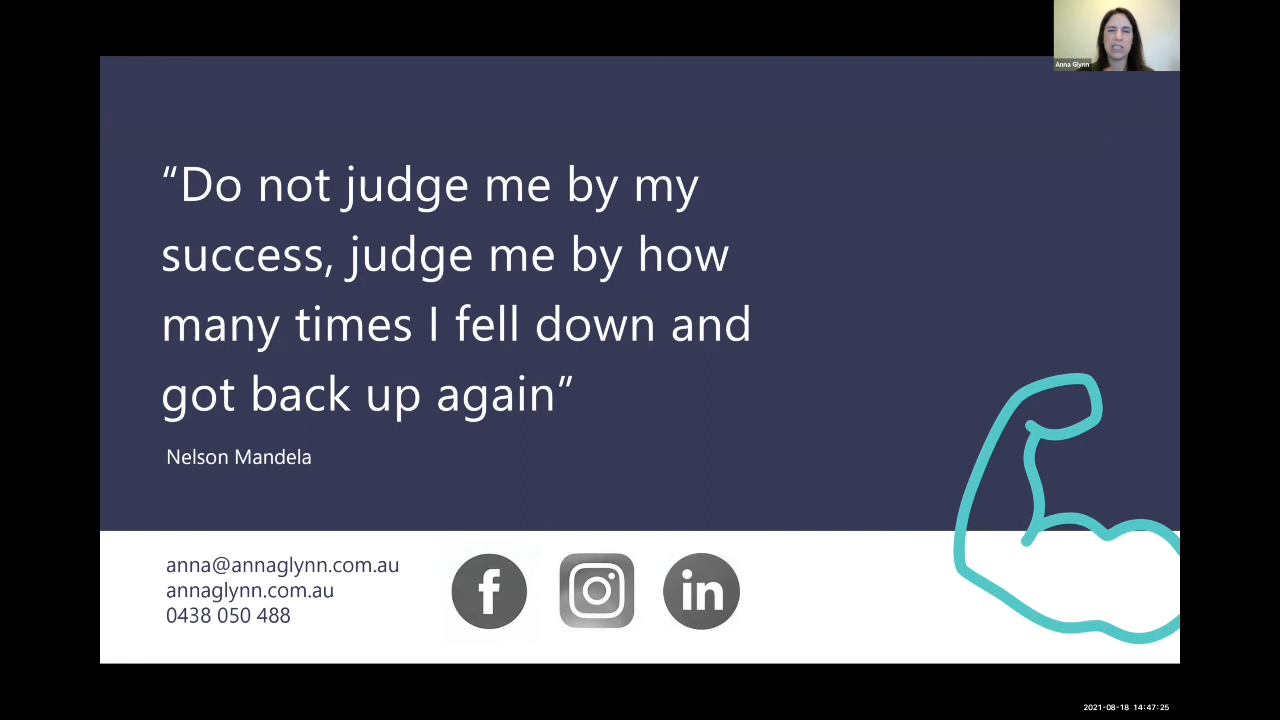 Anna Glynn
“Do not judge me by my
success, judge me by how
many times I fell down and
got back up again”
Nelson Mandela
anna@annaglynn.com.au
annaglynn.com.au
0438 050 488
f
in
2021-08-18 14:47:25